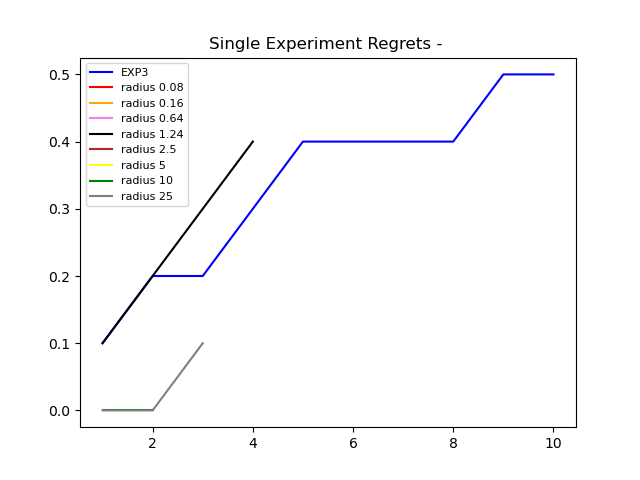 Single Experiment Regrets -
EXP3
radius 0.08
radius 0.16
radius 0.64
radius 1.24
radius 2.5
radius 5
radius 10
radius 25
0.5
0.4
0.3
0.2
0.1
0.0
2 4 6 8 10